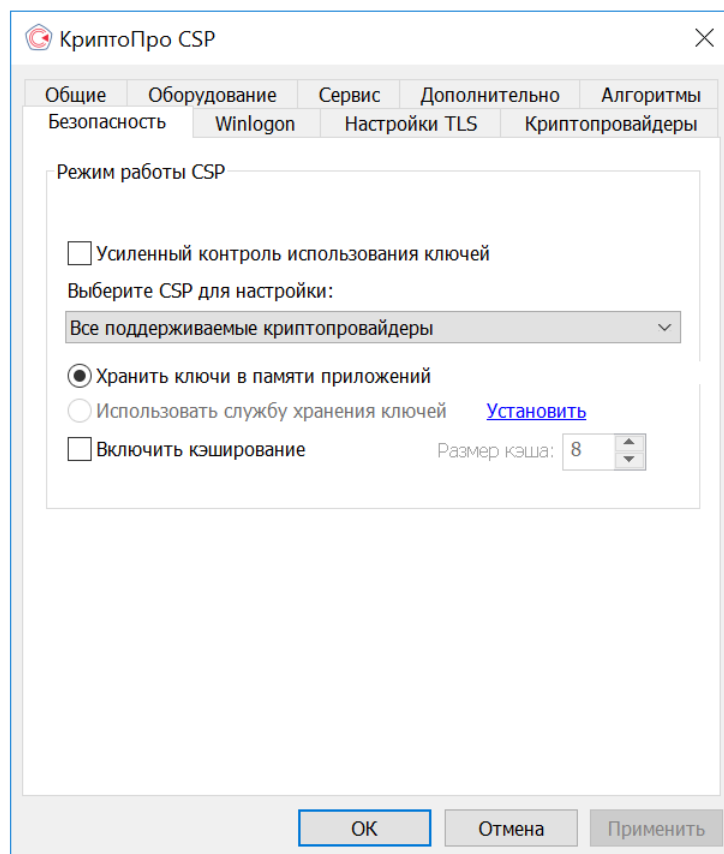 КриптоПро CSP
Общие Оборудование Сервис Дополнительно Алгоритмы
Безопасность Winlogon Настройки TLS Криптопровайдеры
Режим работы CSP
Усиленный контроль использования ключей
Выберите CSP для настройки:
Все поддерживаемые криптопровайдеры
Хранить ключи в памяти приложений
Использовать службу хранения ключей Установить
Включить кэширование Размер кэша: 8
ОК Отмена Применить